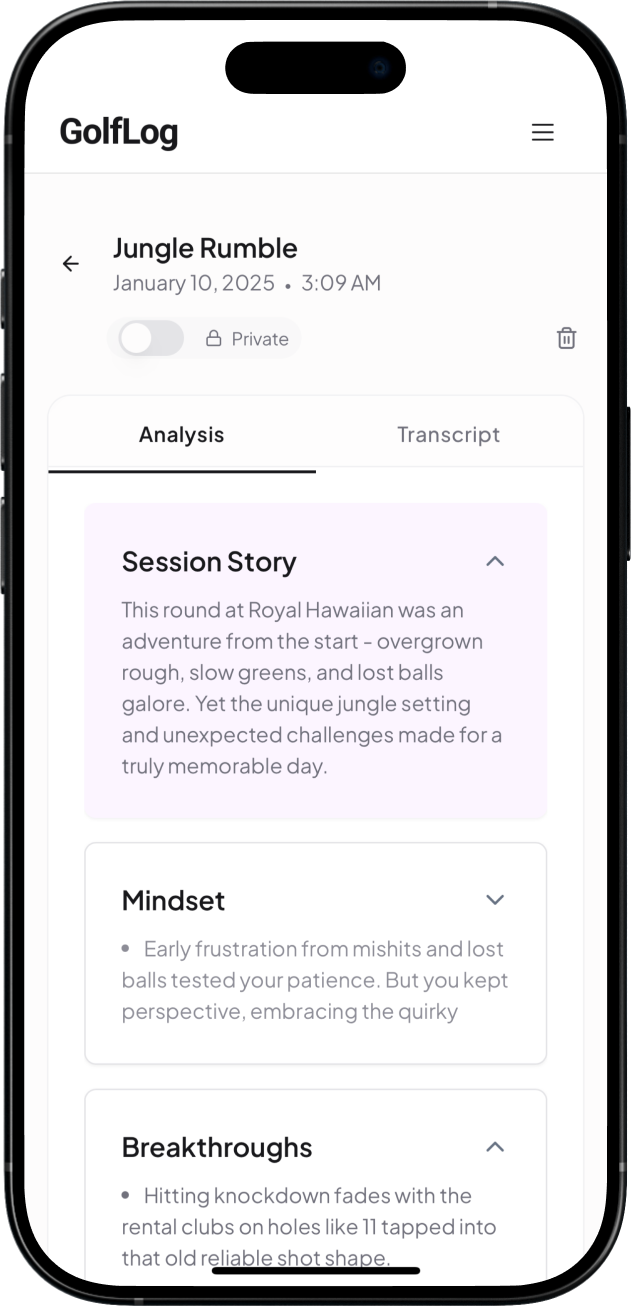 GolfLog
Jungle Rumble
January 10, 2025 • 3:09 AM
Private
Analysis
Transcript
Session Story
This round at Royal Hawaiian was an
adventure from the start - overgrown
rough, slow greens, and lost balls
galore. Yet the unique jungle setting
and unexpected challenges made for a
truly memorable day.
Mindset
• Early frustration from mishits and lost
balls tested your patience. But you kept
perspective, embracing the quirky
Breakthroughs
• Hitting knockdown fades with the
rental clubs on holes like 11 tapped into
that old reliable shot shape.